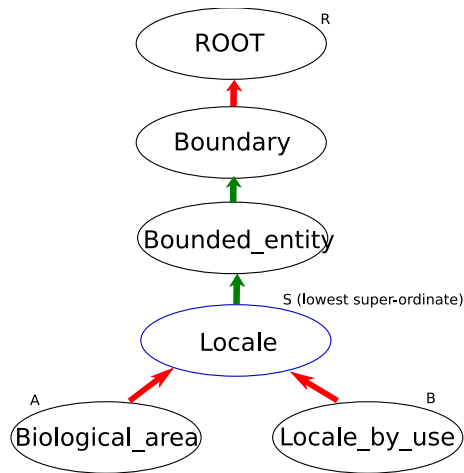 R
ROOT
Boundary
Bounded_entity
S (lowest super-ordinate)
Locale
A
B
Biological_area
Locale_by_use